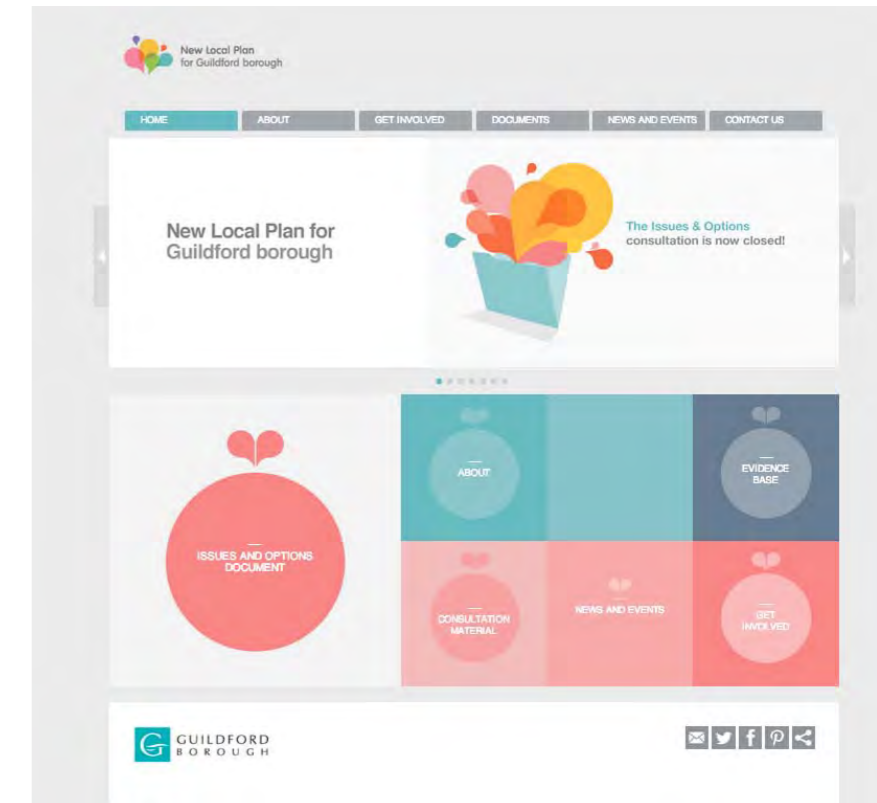 New Local Plan
for Guildford borough
HOME ABOUT GET INVOLVED DOCUMENTS NEWS AND EVENTS CONTACT US
New Local Plan for
Guildford borough
The Issues & Options
consultation is now closed!
ISSUES AND OPTIONS
DOCUMENT
ABOUT
EVIDENCE
BASE
CONSULTATION
MATERIAL
NEWS AND EVENTS
GET
INVOLVED
GUILDFORD
BOROUGH